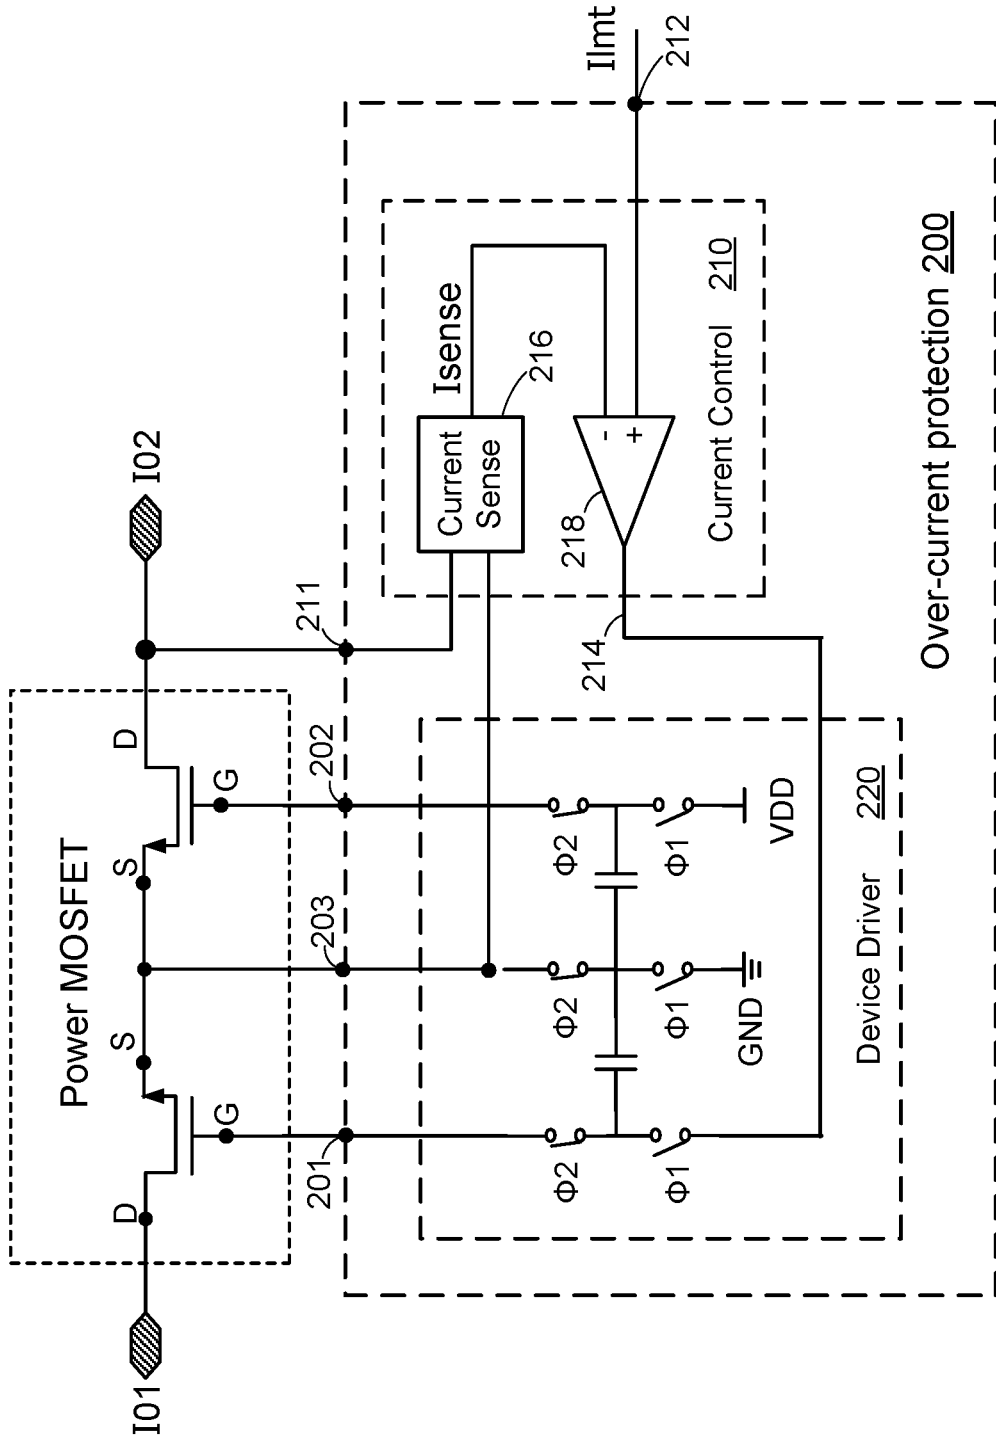 Power MOSFET
I01
D
S
S
D
I02
G
G
201
203
202
211
Φ2
Φ2
Φ2
Φ1
Φ1
Φ1
GND
VDD
Device Driver
220
214
Current
Sense
Isense
216
218
-
+
Current Control
210
Ilmt
212
Over-current protection 200